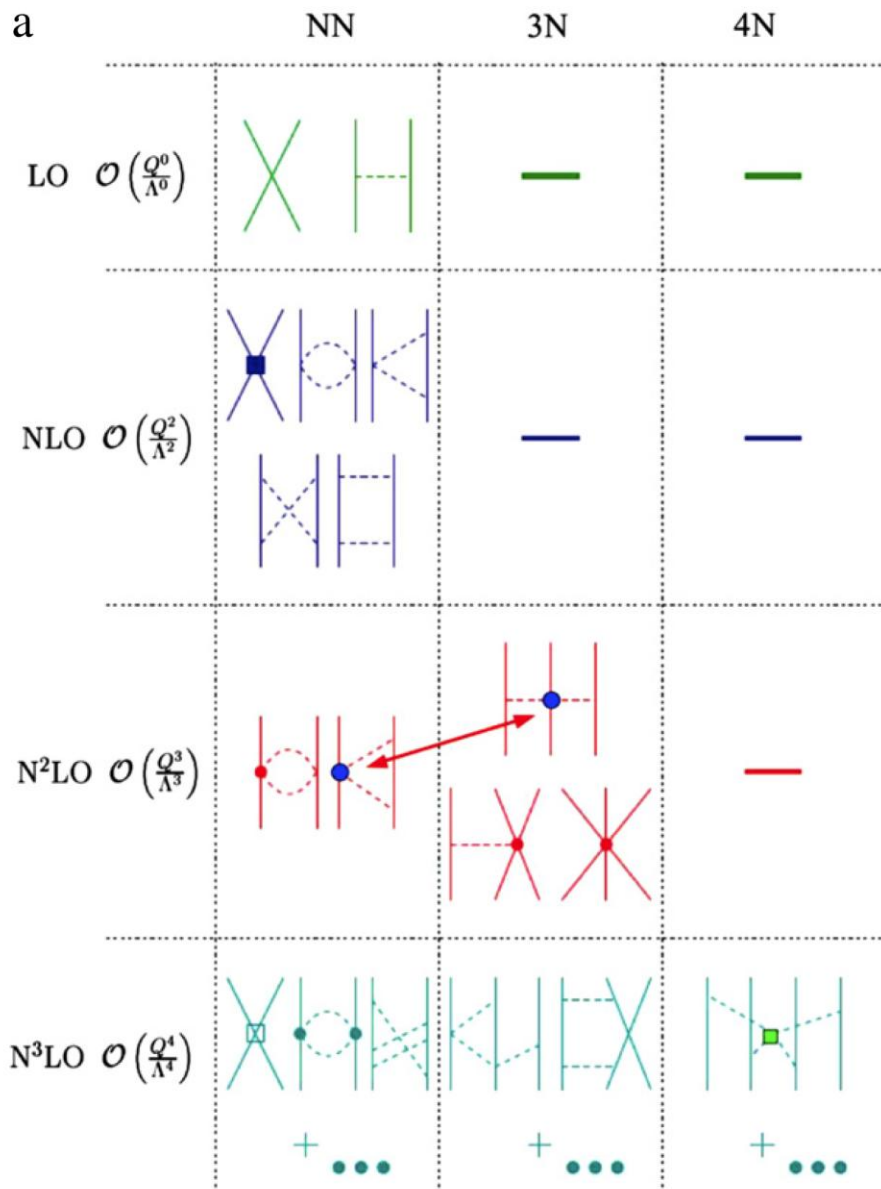 a
NN 3N 4N
LO 𝒪(Q⁰/Λ⁰)
NLO 𝒪(Q²/Λ²)
N²LO 𝒪(Q³/Λ³)
N³LO 𝒪(Q⁴/Λ⁴)
+ + +